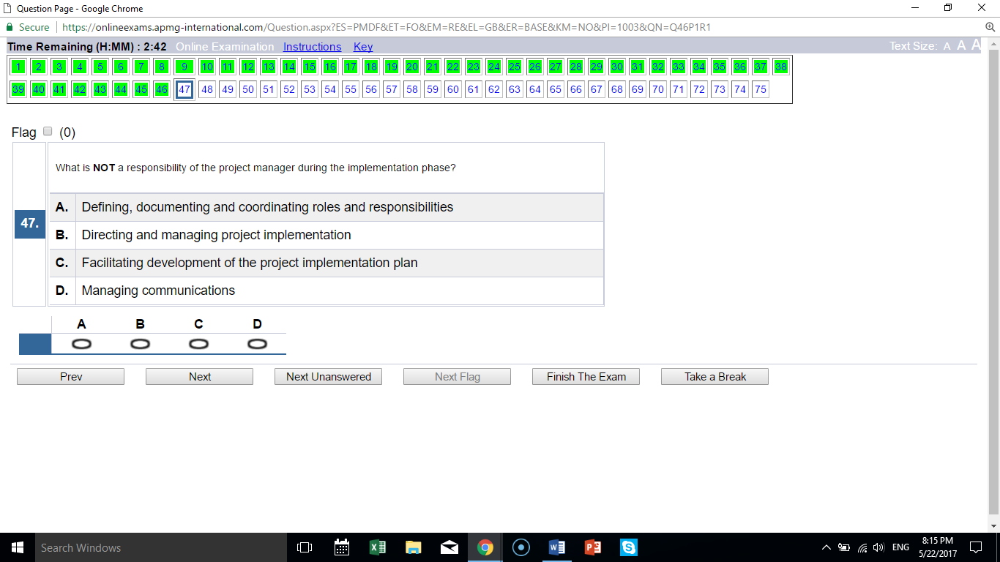 Question Page - Google Chrome
Secure https://onlineexams.apmg-international.com/Question.aspx?ES=PMDF&ET=FO&EM=RE&EL=GB&ER=BASE&KM=NO&PI=1003&QN=Q46P1R1
Time Remaining (H:MM) : 2:42 Online Examination Instructions Key Text Size: A A A
1 2 3 4 5 6 7 8 9 10 11 12 13 14 15 16 17 18 19 20 21 22 23 24 25 26 27 28 29 30 31 32 33 34 35 36 37 38
39 40 41 42 43 44 45 46 47 48 49 50 51 52 53 54 55 56 57 58 59 60 61 62 63 64 65 66 67 68 69 70 71 72 73 74 75
Flag (0)
What is NOT a responsibility of the project manager during the implementation phase?
47.
A. Defining, documenting and coordinating roles and responsibilities
B. Directing and managing project implementation
C. Facilitating development of the project implementation plan
D. Managing communications
A B C D
Prev Next Next Unanswered Next Flag Finish The Exam Take a Break
Search Windows ENG 8:15 PM
5/22/2017